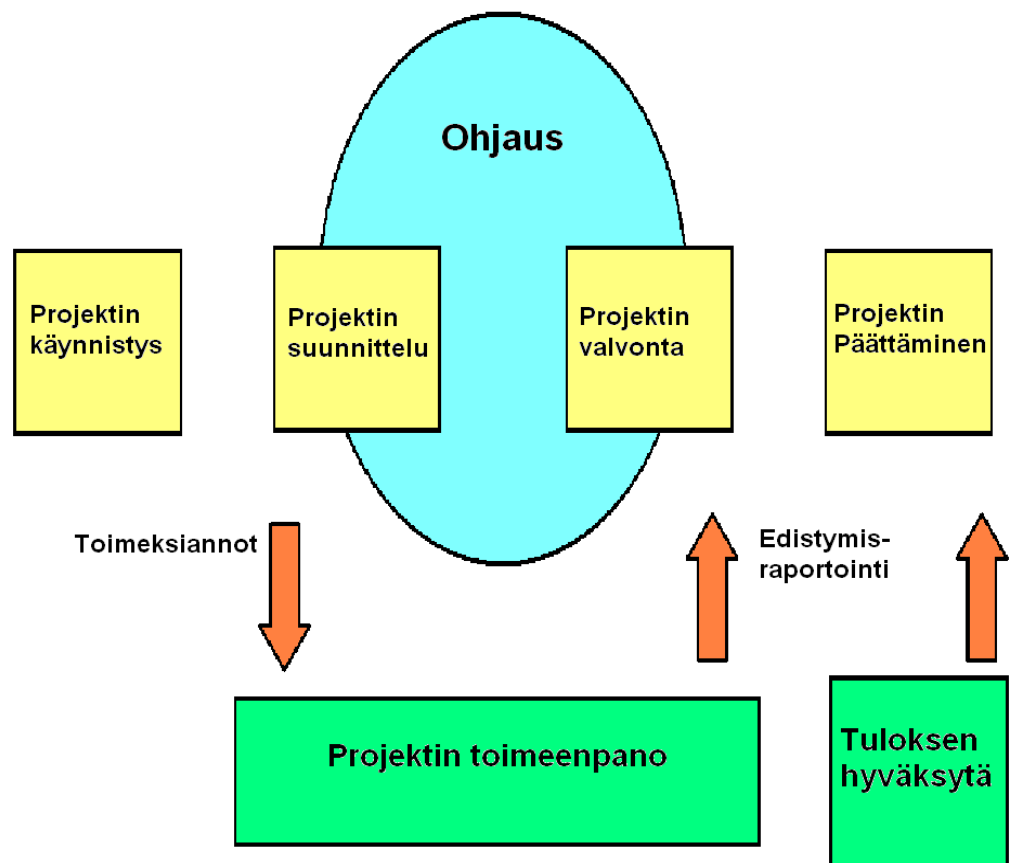 Ohjaus
Projektin
käynnistys
Projektin
suunnittelu
Projektin
valvonta
Projektin
Päättäminen
Toimeksiannot
Edistymis-
raportointi
Projektin toimeenpano
Tuloksen
hyväksytä